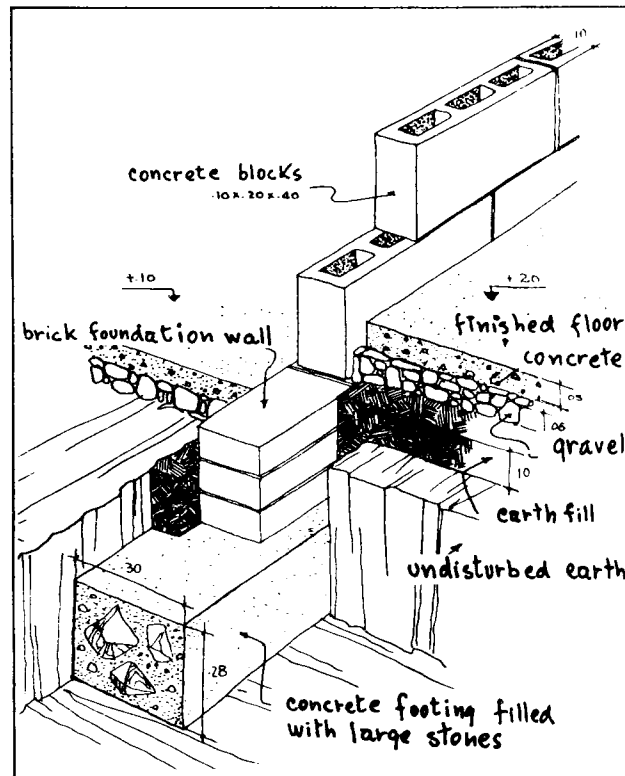 10
concrete blocks
.10 x .20 x .40
+.10
+.20
brick foundation wall
finished floor
concrete
.05
.06
gravel
.10
earth fill
undisturbed earth
.30
.28
concrete footing filled
with large stones